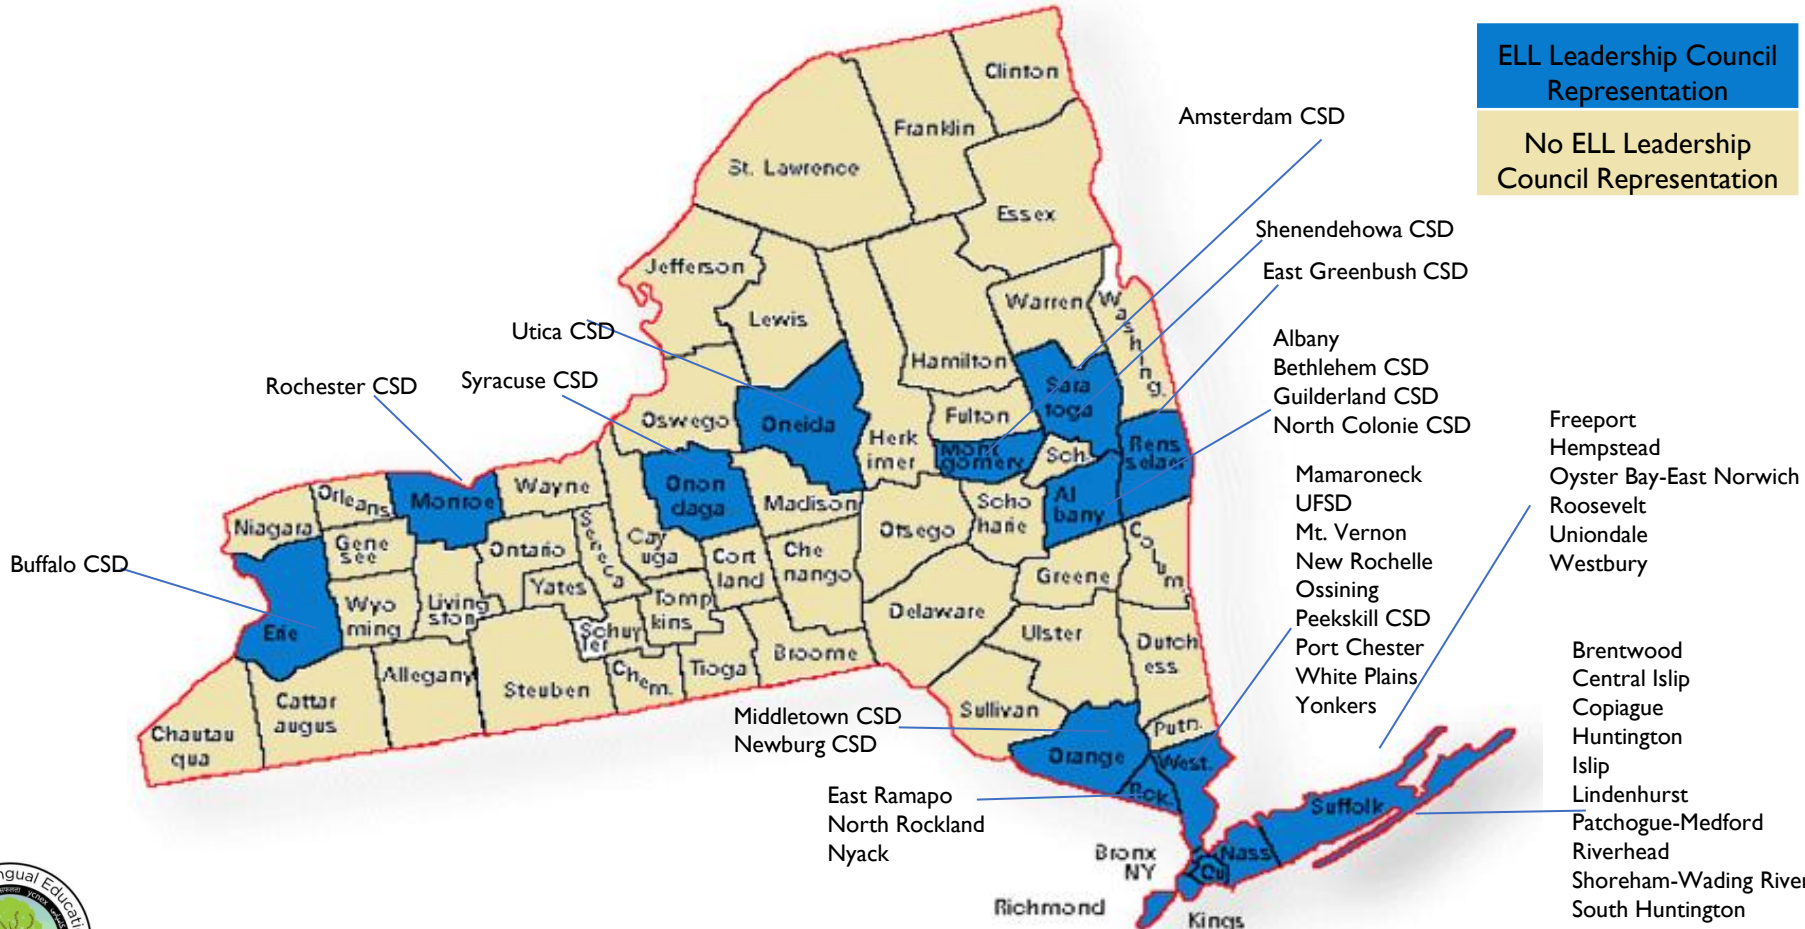 ELL Leadership Council
Representation
No ELL Leadership
Council Representation
Amsterdam CSD
Shenendehowa CSD
East Greenbush CSD
Utica CSD
Rochester CSD
Syracuse CSD
Albany
Bethlehem CSD
Guilderland CSD
North Colonie CSD
Freeport
Hempstead
Oyster Bay-East Norwich
Roosevelt
Uniondale
Westbury
Mamaroneck
UFSD
Mt. Vernon
New Rochelle
Ossining
Peekskill CSD
Port Chester
White Plains
Yonkers
Buffalo CSD
Brentwood
Central Islip
Copiague
Huntington
Islip
Lindenhurst
Patchogue-Medford
Riverhead
Shoreham-Wading River
South Huntington
Middletown CSD
Newburg CSD
East Ramapo
North Rockland
Nyack
Clinton
Franklin
St. Lawrence
Essex
Jefferson
Lewis
Warren
Washing.
Hamilton
Sara
toga
Oswego
Oneida
Herk
imer
Fulton
Mont
gomery
Sch.
Rens
selaer
Niagara
Orleans
Monroe
Wayne
Onon
daga
Madison
Otsego
Scho
harie
Al
bany
Gene
see
Ontario
Seneca
Cay
uga
Cort
land
Che
nango
Greene
Colum.
Erie
Wyo
ming
Living
ston
Yates
Schuy
ler
Tomp
kins
Delaware
Ulster
Dutch
ess
Chautau
qua
Cattar
augus
Allegany
Steuben
Chem.
Tioga
Broome
Sullivan
Orange
Putn.
West.
Rck.
Suffolk
Nass
Bronx
NY
Richmond
Kings